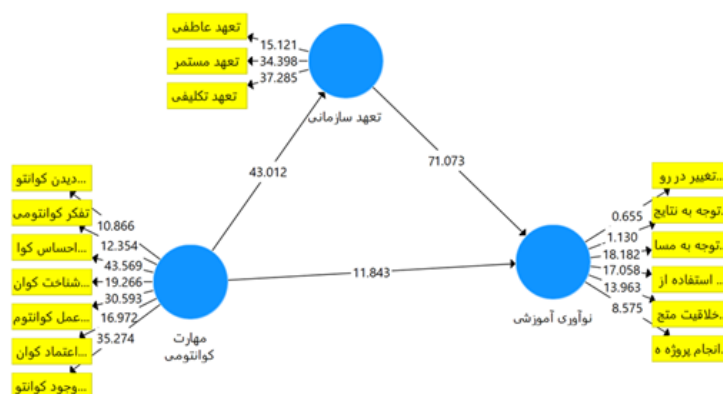 تعهد عاطفی
تعهد مستمر
تعهد تکلیفی
15.121
34.398
37.285
تعهد سازمانی
43.012
71.073
11.843
دیدن کوانتو...
تفکر کوانتومی
احساس کوا...
شناخت کوان...
عمل کوانتوم...
اعتماد کوان...
وجود کوانتو...
10.866
12.354
43.569
19.266
30.593
16.972
35.274
مهارت
کوانتومی
تغییر در رو...
توجه به نتایج...
توجه به مسا...
استفاده از ...
خلاقیت متج...
انجام پروژه ه...
0.655
1.130
18.182
17.058
13.963
8.575
نوآوری آموزشی